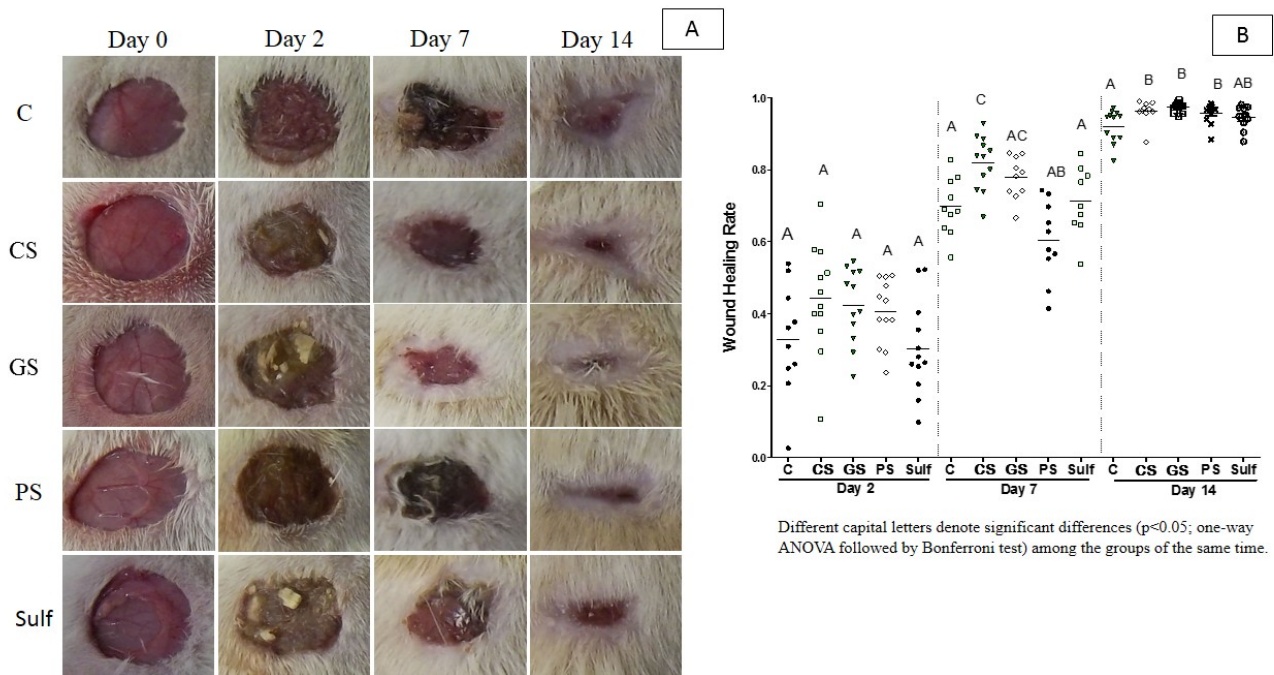 A
Day 0 Day 2 Day 7 Day 14
C
CS
GS
PS
Sulf
B
A B B B AB
C
A AC AB A
A
A A A A
Wound Healing Rate
1.0
0.8
0.6
0.4
0.2
0.0
C CS GS PS Sulf C CS GS PS Sulf C CS GS PS Sulf
Day 2 Day 7 Day 14
Different capital letters denote significant differences (p<0.05; one-way
ANOVA followed by Bonferroni test) among the groups of the same time.